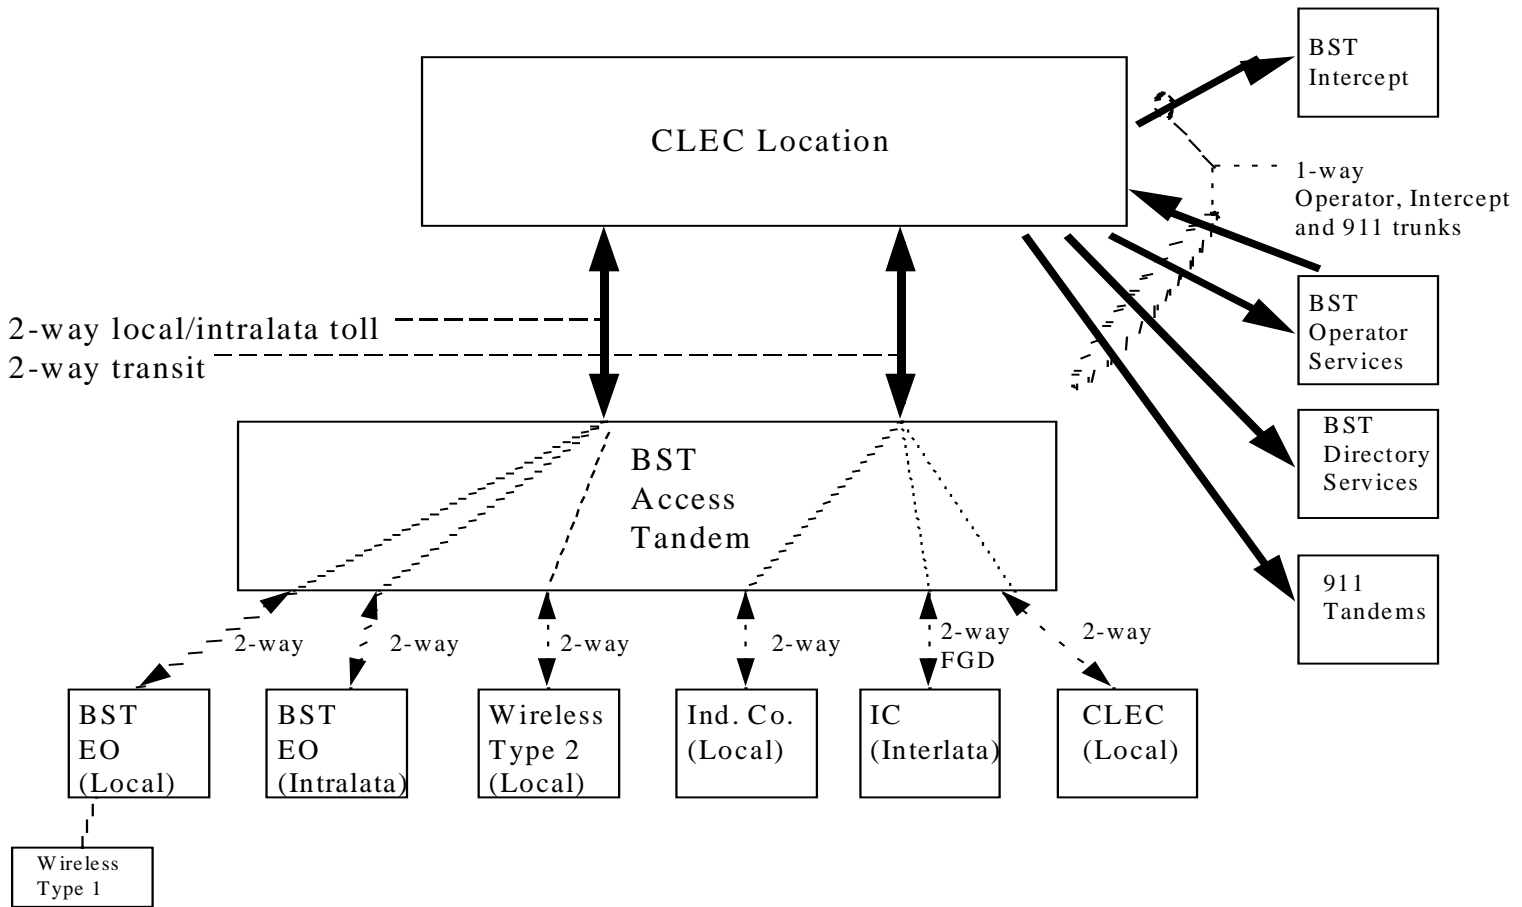 BST
Intercept
CLEC Location
1-way
Operator, Intercept
and 911 trunks
BST
Operator
Services
2-way local/intralata toll
2-way transit
BST
Directory
Services
BST
Access
Tandem
911
Tandems
2-way
2-way
2-way
2-way
2-way
FGD
2-way
BST
EO
(Local)
BST
EO
(Intralata)
Wireless
Type 2
(Local)
Ind. Co.
(Local)
IC
(Interlata)
CLEC
(Local)
Wireless
Type 1